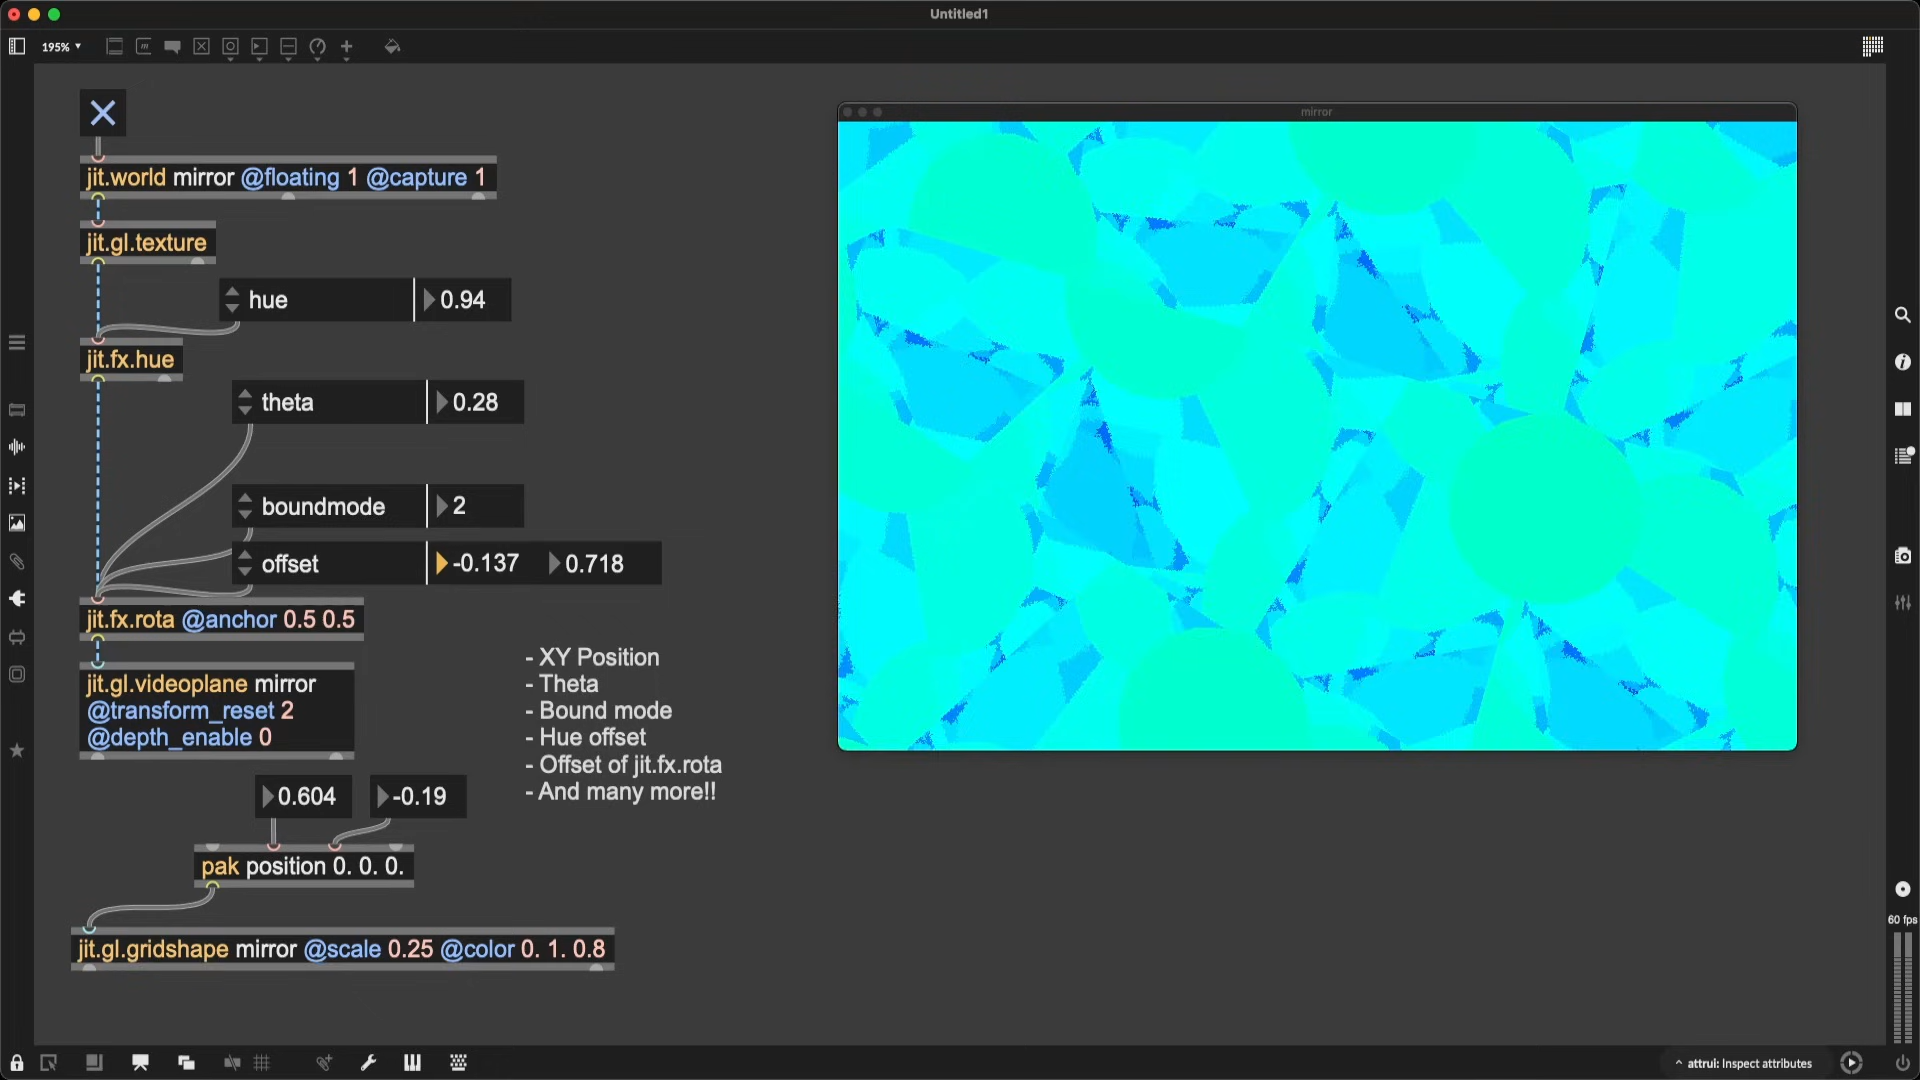 Untitled1
195%
mirror
jit.world mirror @floating 1 @capture 1
jit.gl.texture
hue 0.94
jit.fx.hue
theta 0.28
boundmode 2
offset -0.137 0.718
jit.fx.rota @anchor 0.5 0.5
jit.gl.videoplane mirror
@transform_reset 2
@depth_enable 0
- XY Position
- Theta
- Bound mode
- Hue offset
- Offset of jit.fx.rota
- And many more!!
0.604 -0.19
pak position 0. 0. 0.
jit.gl.gridshape mirror @scale 0.25 @color 0. 1. 0.8
60 fps
attrui: Inspect attributes